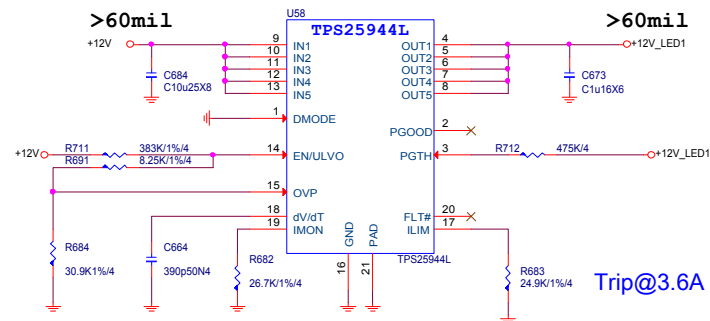 >60mil
>60mil
U58
TPS25944L
+12V
9
IN1
10
IN2
11
IN3
12
IN4
13
IN5
OUT1
4
OUT2
5
OUT3
6
OUT4
7
OUT5
8
+12V_LED1
C684
C10u25X8
C673
C1u16X6
1
DMODE
PGOOD
2
+12V
R711
383K/1%/4
R691
8.25K/1%/4
14
EN/ULVO
PGTH
3
R712
475K/4
+12V_LED1
15
OVP
18
dV/dT
19
IMON
FLT#
20
ILIM
17
GND
PAD
16
21
TPS25944L
R684
30.9K1%/4
C664
390p50N4
R682
26.7K/1%/4
R683
24.9K/1%/4
Trip@3.6A